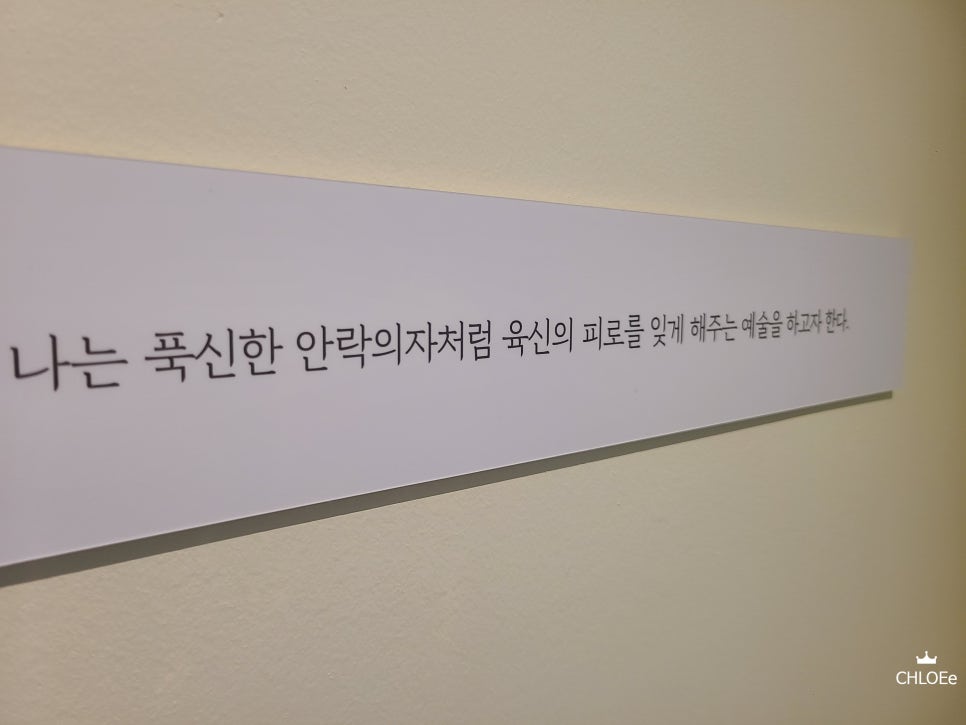 나는 푹신한 안락의자처럼 육신의 피로를 잊게 해주는 예술을 하고자 한다.
CHLOEe